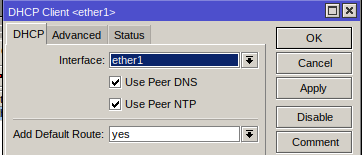 DHCP Client <ether1>
DHCP Advanced Status
Interface: ether1
Use Peer DNS
Use Peer NTP
Add Default Route: yes
OK
Cancel
Apply
Disable
Comment